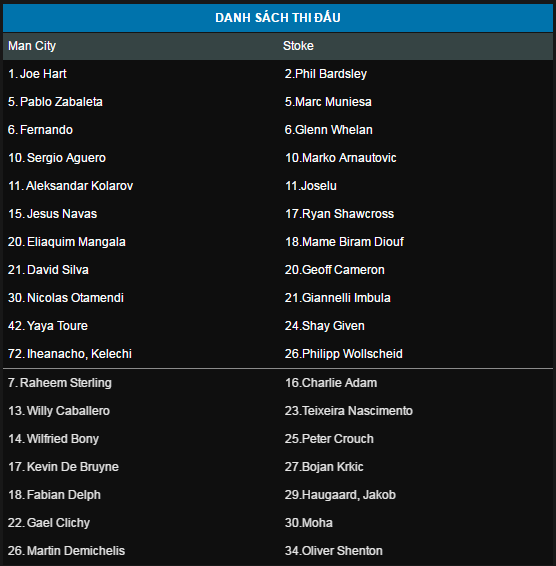 DANH SÁCH THI ĐẤU
Man City Stoke
1. Joe Hart 2.Phil Bardsley
5. Pablo Zabaleta 5.Marc Muniesa
6. Fernando 6.Glenn Whelan
10. Sergio Aguero 10.Marko Arnautovic
11. Aleksandar Kolarov 11.Joselu
15. Jesus Navas 17.Ryan Shawcross
20. Eliaquim Mangala 18.Mame Biram Diouf
21. David Silva 20.Geoff Cameron
30. Nicolas Otamendi 21.Giannelli Imbula
42. Yaya Toure 24.Shay Given
72. Iheanacho, Kelechi 26.Philipp Wollscheid
7. Raheem Sterling 16.Charlie Adam
13. Willy Caballero 23.Teixeira Nascimento
14. Wilfried Bony 25.Peter Crouch
17. Kevin De Bruyne 27.Bojan Krkic
18. Fabian Delph 29.Haugaard, Jakob
22. Gael Clichy 30.Moha
26. Martin Demichelis 34.Oliver Shenton